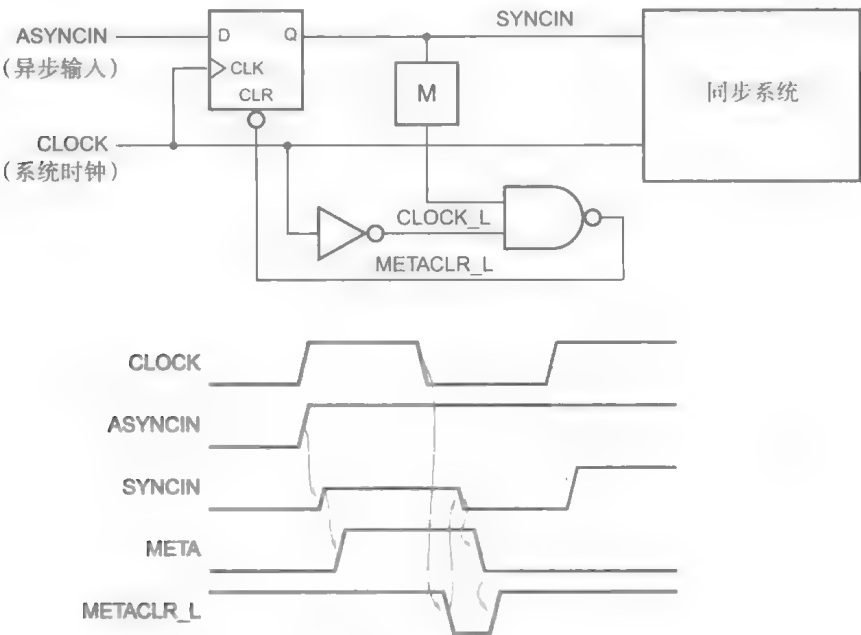 ASYNCIN
(异步输入)
D
Q
CLK
CLR
SYNCIN
M
同步系统
CLOCK
(系统时钟)
CLOCK_L
METACLR_L
CLOCK
ASYNCIN
SYNCIN
META
METACLR_L